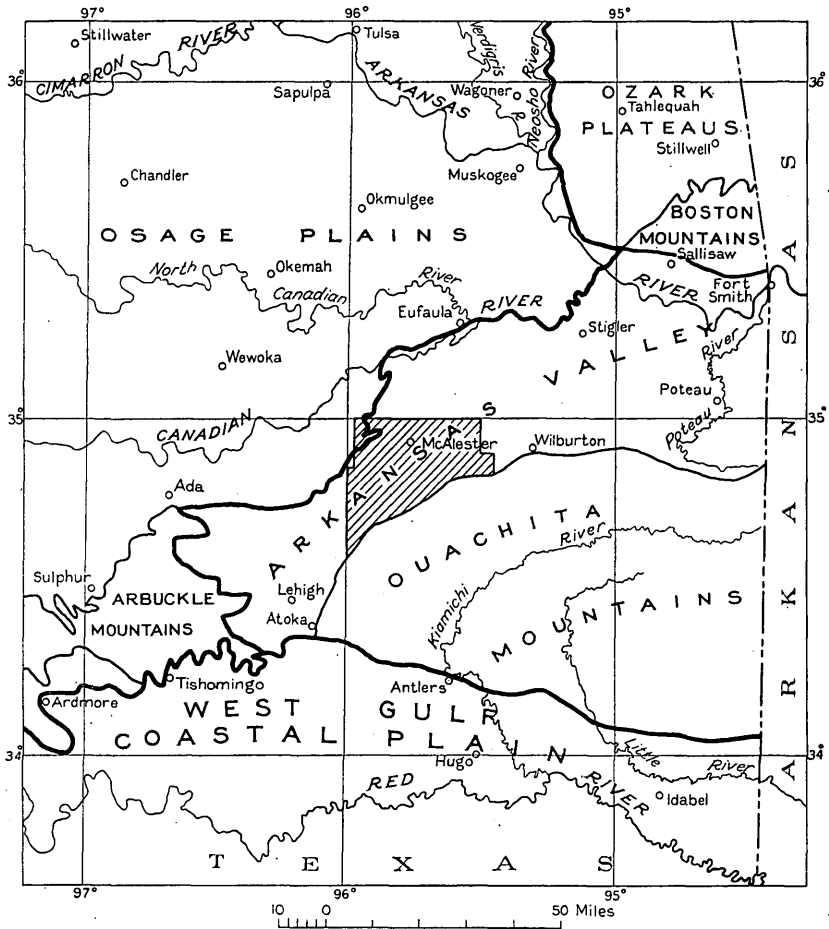 97° 96° 95°
Stillwater
RIVER
Tulsa
CIMARRON
Verdigris R
Neosho River
36° 36°
ARKANSAS
Sapulpa
Wagoner
OZARK
Tahlequah
PLATEAUS
Stillwell
Chandler
Muskogee
Okmulgee
BOSTON
MOUNTAINS
OSAGE PLAINS
Sallisaw
North
Canadian
River
Okemah
RIVER
RIVER
Fort
Smith
Eufaula
Stigler
ARKANSAS VALLEY
River
Wewoka
Poteau
Poteau
35° 35°
CANADIAN
McAlester
Wilburton
Ada
OUACHITA
River
Sulphur
ARBUCKLE
MOUNTAINS
Lehigh
Atoka
Kiamichi
MOUNTAINS
Tishomingo
Antlers
Ardmore
WEST GULF
COASTAL PLAIN
34° 34°
Hugo
Little
River
RED
RIVER
Idabel
ARKANSAS
TEXAS
97° 96° 95°
10 0 50 Miles